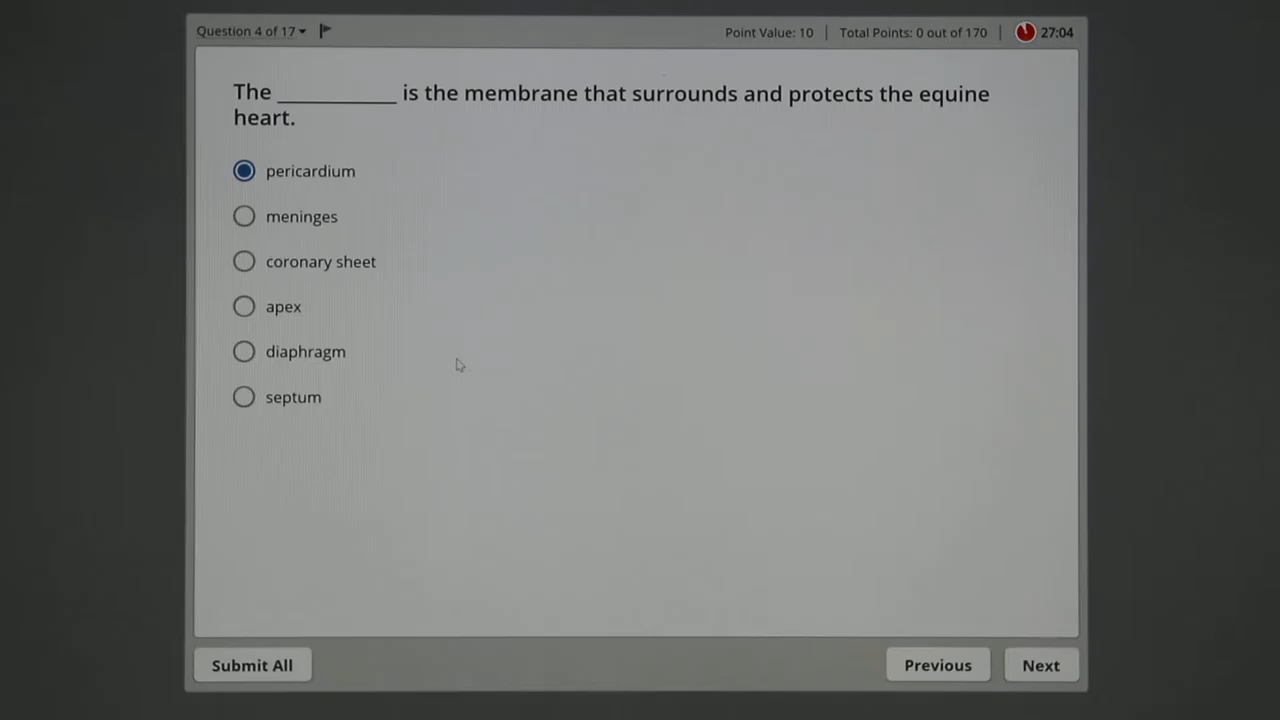 Question 4 of 17
Point Value: 10 | Total Points: 0 out of 170 | 27:04
The __________ is the membrane that surrounds and protects the equine
heart.
pericardium
meninges
coronary sheet
apex
diaphragm
septum
Submit All
Previous
Next